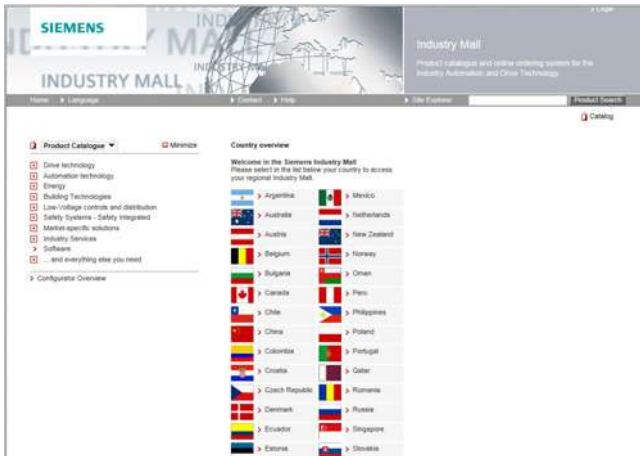 Login
SIEMENS
INDUSTRY MALL
Industry Mall
Product catalogue and online ordering system for the
Industry Automation and Drive Technology
Home
Language
Contact
Help
Site Explorer
Product Search
Catalog
Product Catalogue
Minimize
Drive technology
Automation technology
Energy
Building Technologies
Low-Voltage controls and distribution
Safety Systems - Safety Integrated
Market-specific solutions
Industry Services
Software
... and everything else you need
Configurator Overview
Country overview
Welcome in the Siemens Industry Mall
Please select in the list below your country to access
your regional Industry Mall.
Argentina
Mexico
Australia
Netherlands
Austria
New Zealand
Belgium
Norway
Bulgaria
Oman
Canada
Peru
Chile
Philippines
China
Poland
Colombia
Portugal
Croatia
Qatar
Czech Republic
Romania
Denmark
Russia
Ecuador
Singapore
Estonia
Slovakia